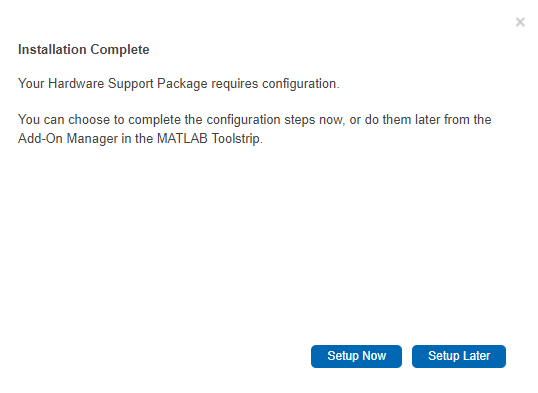 Installation Complete
Your Hardware Support Package requires configuration.
You can choose to complete the configuration steps now, or do them later from the
Add-On Manager in the MATLAB Toolstrip.
Setup Now
Setup Later